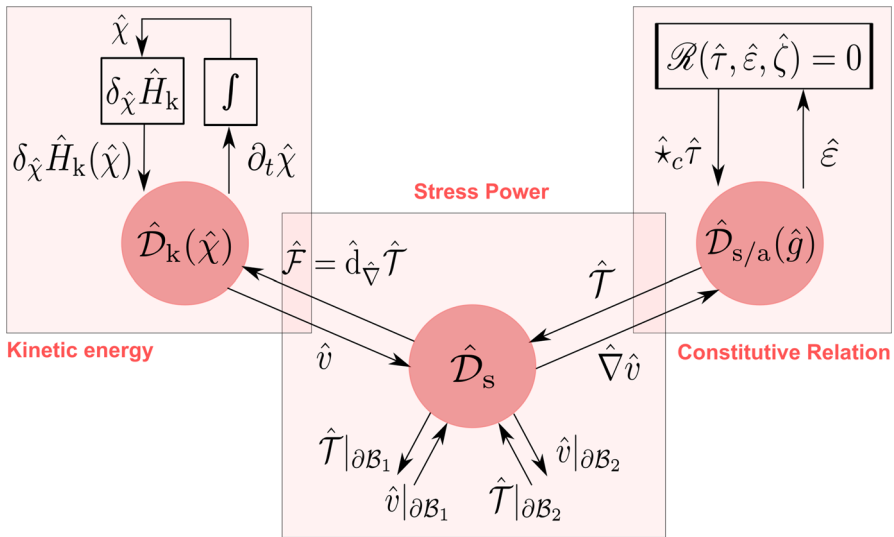 χ̂
δ_χ̂ Ĥ_k
∫
δ_χ̂ Ĥ_k(χ̂)
∂_t χ̂
𝒟̂_k(χ̂)
Kinetic energy
Stress Power
ℱ̂ = d̂_∇̂ 𝒯̂
v̂
𝒟̂_s
𝒯̂
∇̂v̂
𝒯̂|_∂ℬ₁
v̂|_∂ℬ₁
v̂|_∂ℬ₂
𝒯̂|_∂ℬ₂
ℛ(τ̂, ε̂, ζ̂) = 0
⋆̂_c τ̂
ε̂
𝒟̂_s/a(ĝ)
Constitutive Relation